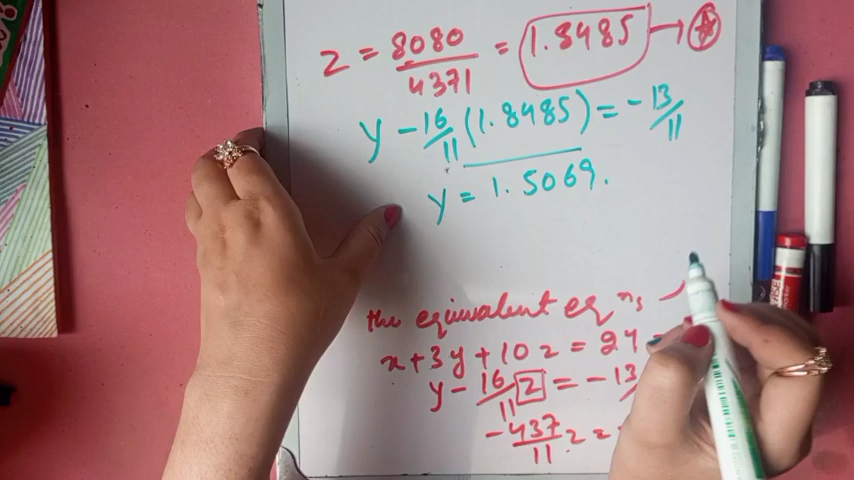 z = 8080/4371 = 1.8485 →
y - 16/11 (1.8485) = - 13/11
y = 1.5069.
the equivalent eqns
x + 3y + 10z = 24
y - 16/11 z = - 13/
- 437/11 z =